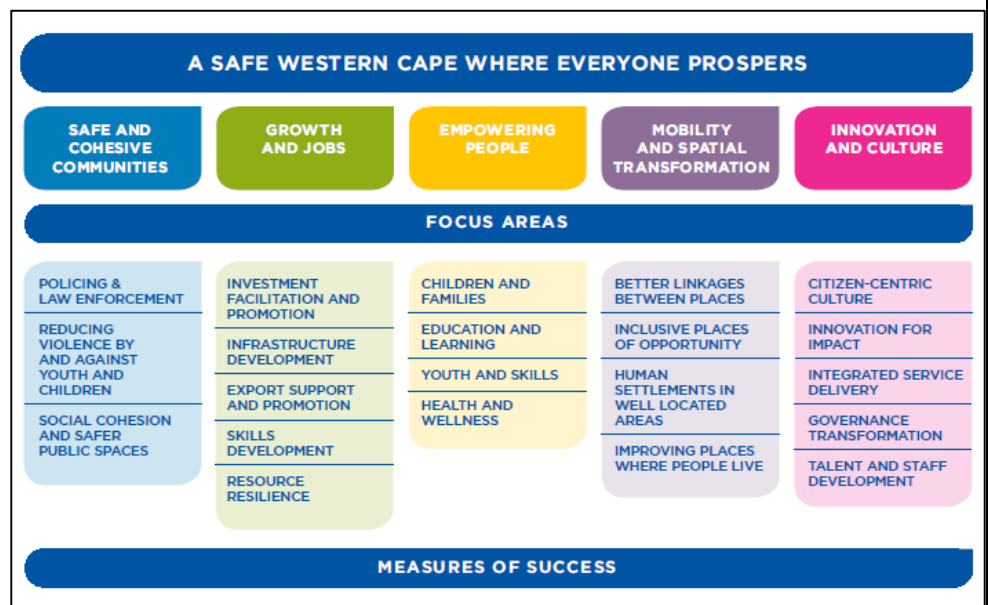 A SAFE WESTERN CAPE WHERE EVERYONE PROSPERS
SAFE AND
COHESIVE
COMMUNITIES
GROWTH
AND JOBS
EMPOWERING
PEOPLE
MOBILITY
AND SPATIAL
TRANSFORMATION
INNOVATION
AND CULTURE
FOCUS AREAS
POLICING &
LAW ENFORCEMENT
REDUCING
VIOLENCE BY
AND AGAINST
YOUTH AND
CHILDREN
SOCIAL COHESION
AND SAFER
PUBLIC SPACES
INVESTMENT
FACILITATION AND
PROMOTION
INFRASTRUCTURE
DEVELOPMENT
EXPORT SUPPORT
AND PROMOTION
SKILLS
DEVELOPMENT
RESOURCE
RESILIENCE
CHILDREN AND
FAMILIES
EDUCATION AND
LEARNING
YOUTH AND SKILLS
HEALTH AND
WELLNESS
BETTER LINKAGES
BETWEEN PLACES
INCLUSIVE PLACES
OF OPPORTUNITY
HUMAN
SETTLEMENTS IN
WELL LOCATED
AREAS
IMPROVING PLACES
WHERE PEOPLE LIVE
CITIZEN-CENTRIC
CULTURE
INNOVATION FOR
IMPACT
INTEGRATED SERVICE
DELIVERY
GOVERNANCE
TRANSFORMATION
TALENT AND STAFF
DEVELOPMENT
MEASURES OF SUCCESS